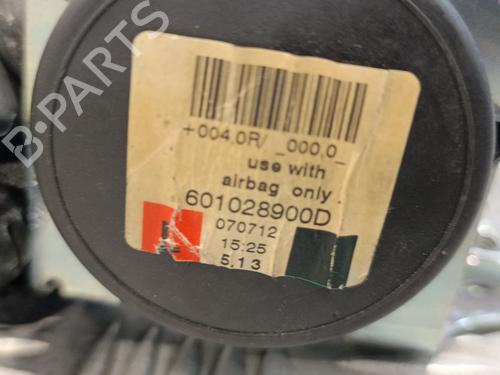 B-PARTS
+004,0R/ _000,0_
use with
airbag only
601028900D
070712
15:25
5.13